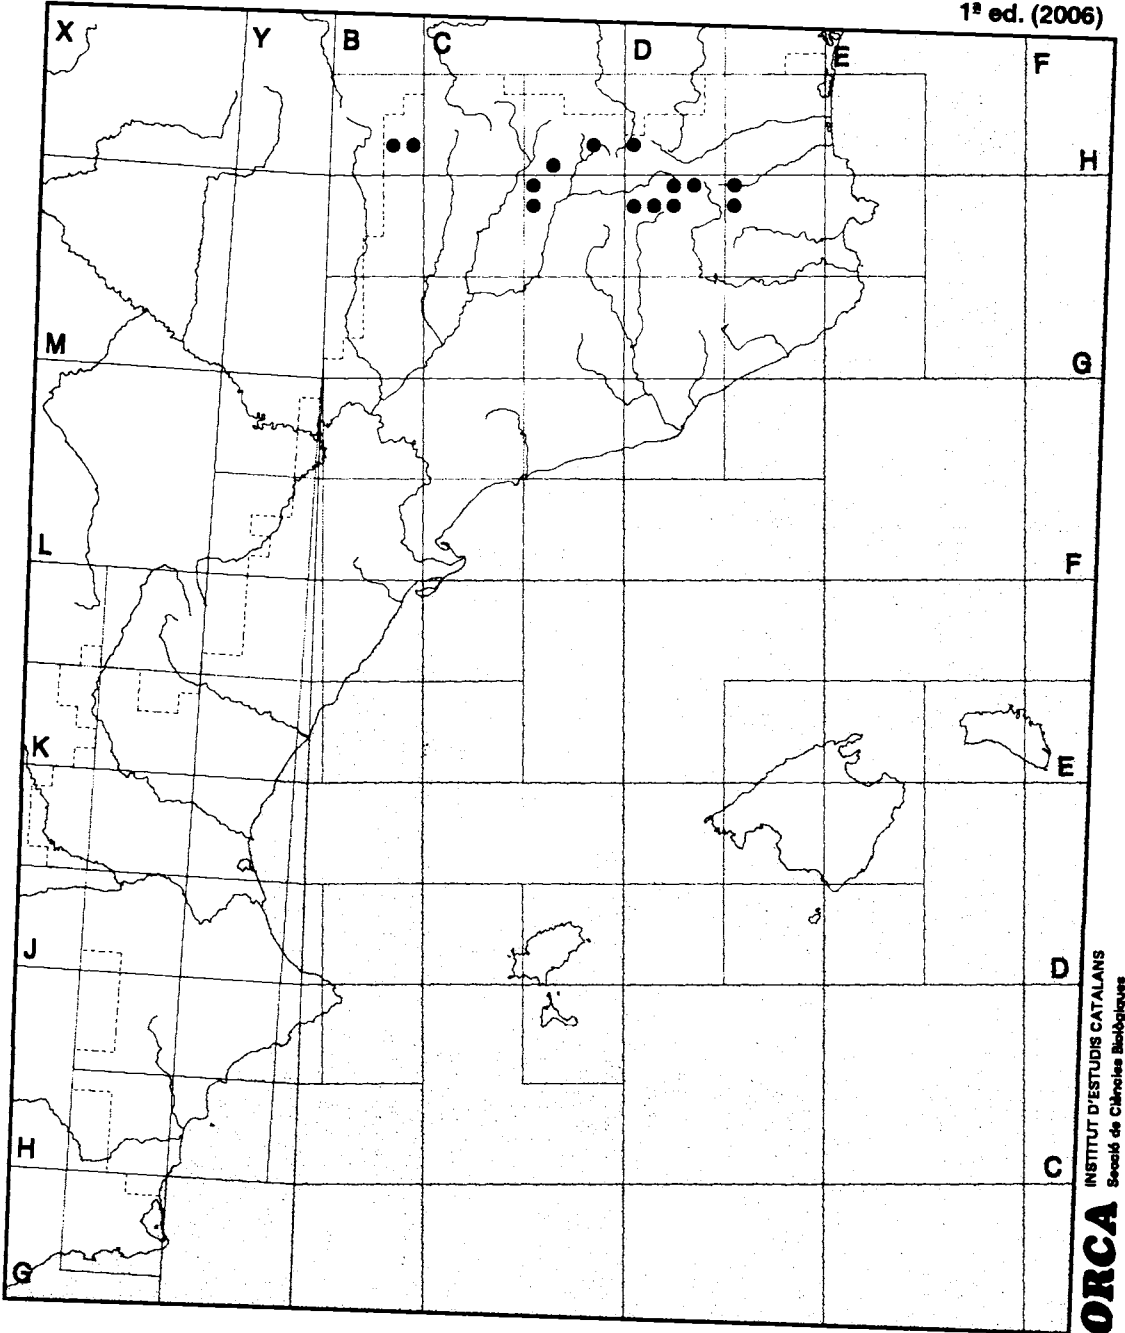 1ª ed. (2006)
X
Y
B
C
D
E
F
H
M
G
L
F
K
E
J
D
H
C
G
INSTITUT D'ESTUDIS CATALANS
Secció de Ciències Biològiques
ORCA